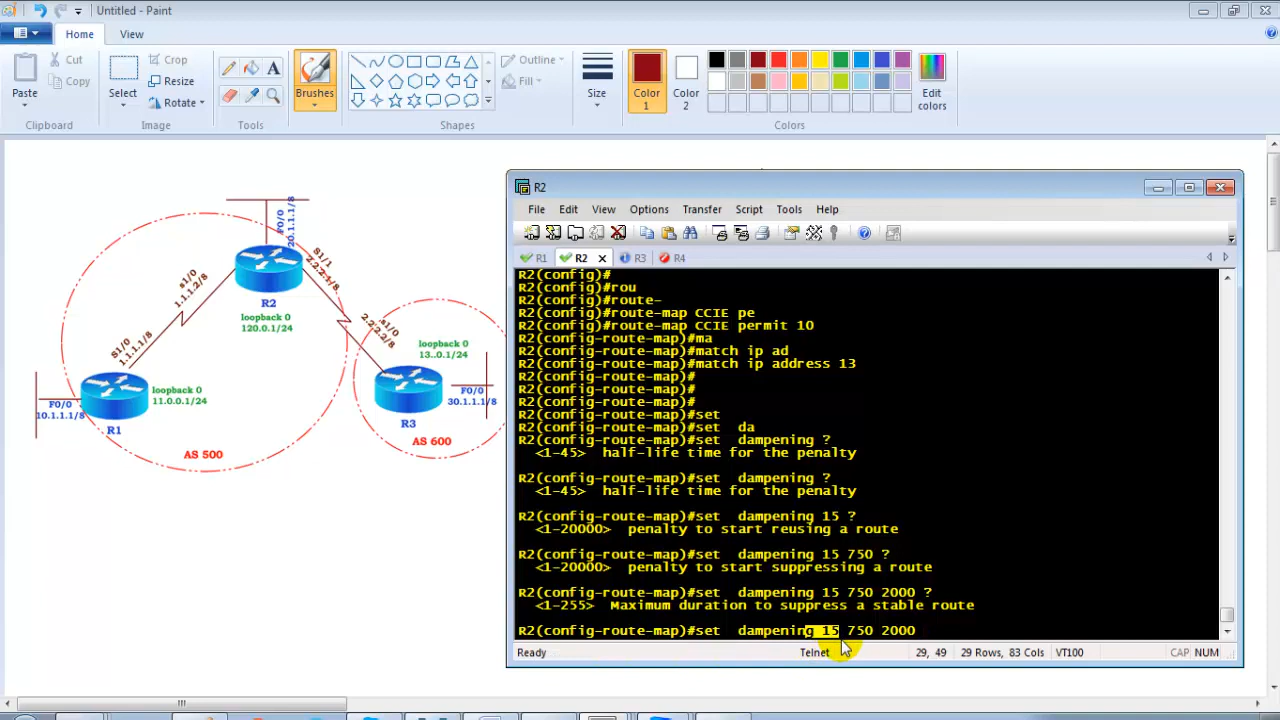 Untitled - Paint
Home
View
Paste
Cut
Copy
Clipboard
Select
Crop
Resize
Rotate
Image
A
Tools
Brushes
Outline
Fill
Shapes
Size
Color
1
Color
2
Edit
colors
Colors
F0/0
20.1.1.1/8
S1/1
2.2.2.1/8
R2
loopback 0
120.0.1/24
s1/0
1.1.1.2/8
S1/0
1.1.1.1/8
loopback 0
11.0.0.1/24
F0/0
10.1.1.1/8
R1
AS 500
s1/0
2.2.2.2/8
loopback 0
13..0.1/24
F0/0
30.1.1.1/8
R3
AS 600
R2
File Edit View Options Transfer Script Tools Help
R1 R2 R3 R4
R2(config)#
R2(config)#rou
R2(config)#route-
R2(config)#route-map CCIE pe
R2(config)#route-map CCIE permit 10
R2(config-route-map)#ma
R2(config-route-map)#match ip ad
R2(config-route-map)#match ip address 13
R2(config-route-map)#
R2(config-route-map)#
R2(config-route-map)#
R2(config-route-map)#set
R2(config-route-map)#set  da
R2(config-route-map)#set  dampening ?
<1-45>  half-life time for the penalty
R2(config-route-map)#set  dampening ?
<1-45>  half-life time for the penalty
R2(config-route-map)#set  dampening 15 ?
<1-20000>  penalty to start reusing a route
R2(config-route-map)#set  dampening 15 750 ?
<1-20000>  penalty to start suppressing a route
R2(config-route-map)#set  dampening 15 750 2000 ?
<1-255>  Maximum duration to suppress a stable route
R2(config-route-map)#set  dampening 15 750 2000
Ready Telnet 29, 49 29 Rows, 83 Cols VT100 CAP NUM